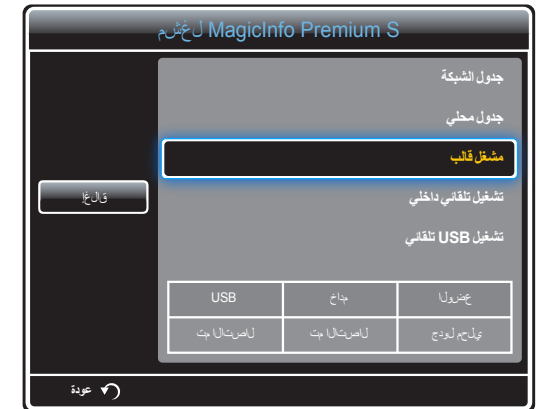 لغشم MagicInfo Premium S
جدول الشبكة
جدول محلي
مشغل قالب
تشغيل تلقائي داخلي
تشغيل USB تلقائي
قالغإ
عضولا مداخ USB
يلحم لودج لاصتالا مت لاصتالا مت
عودة